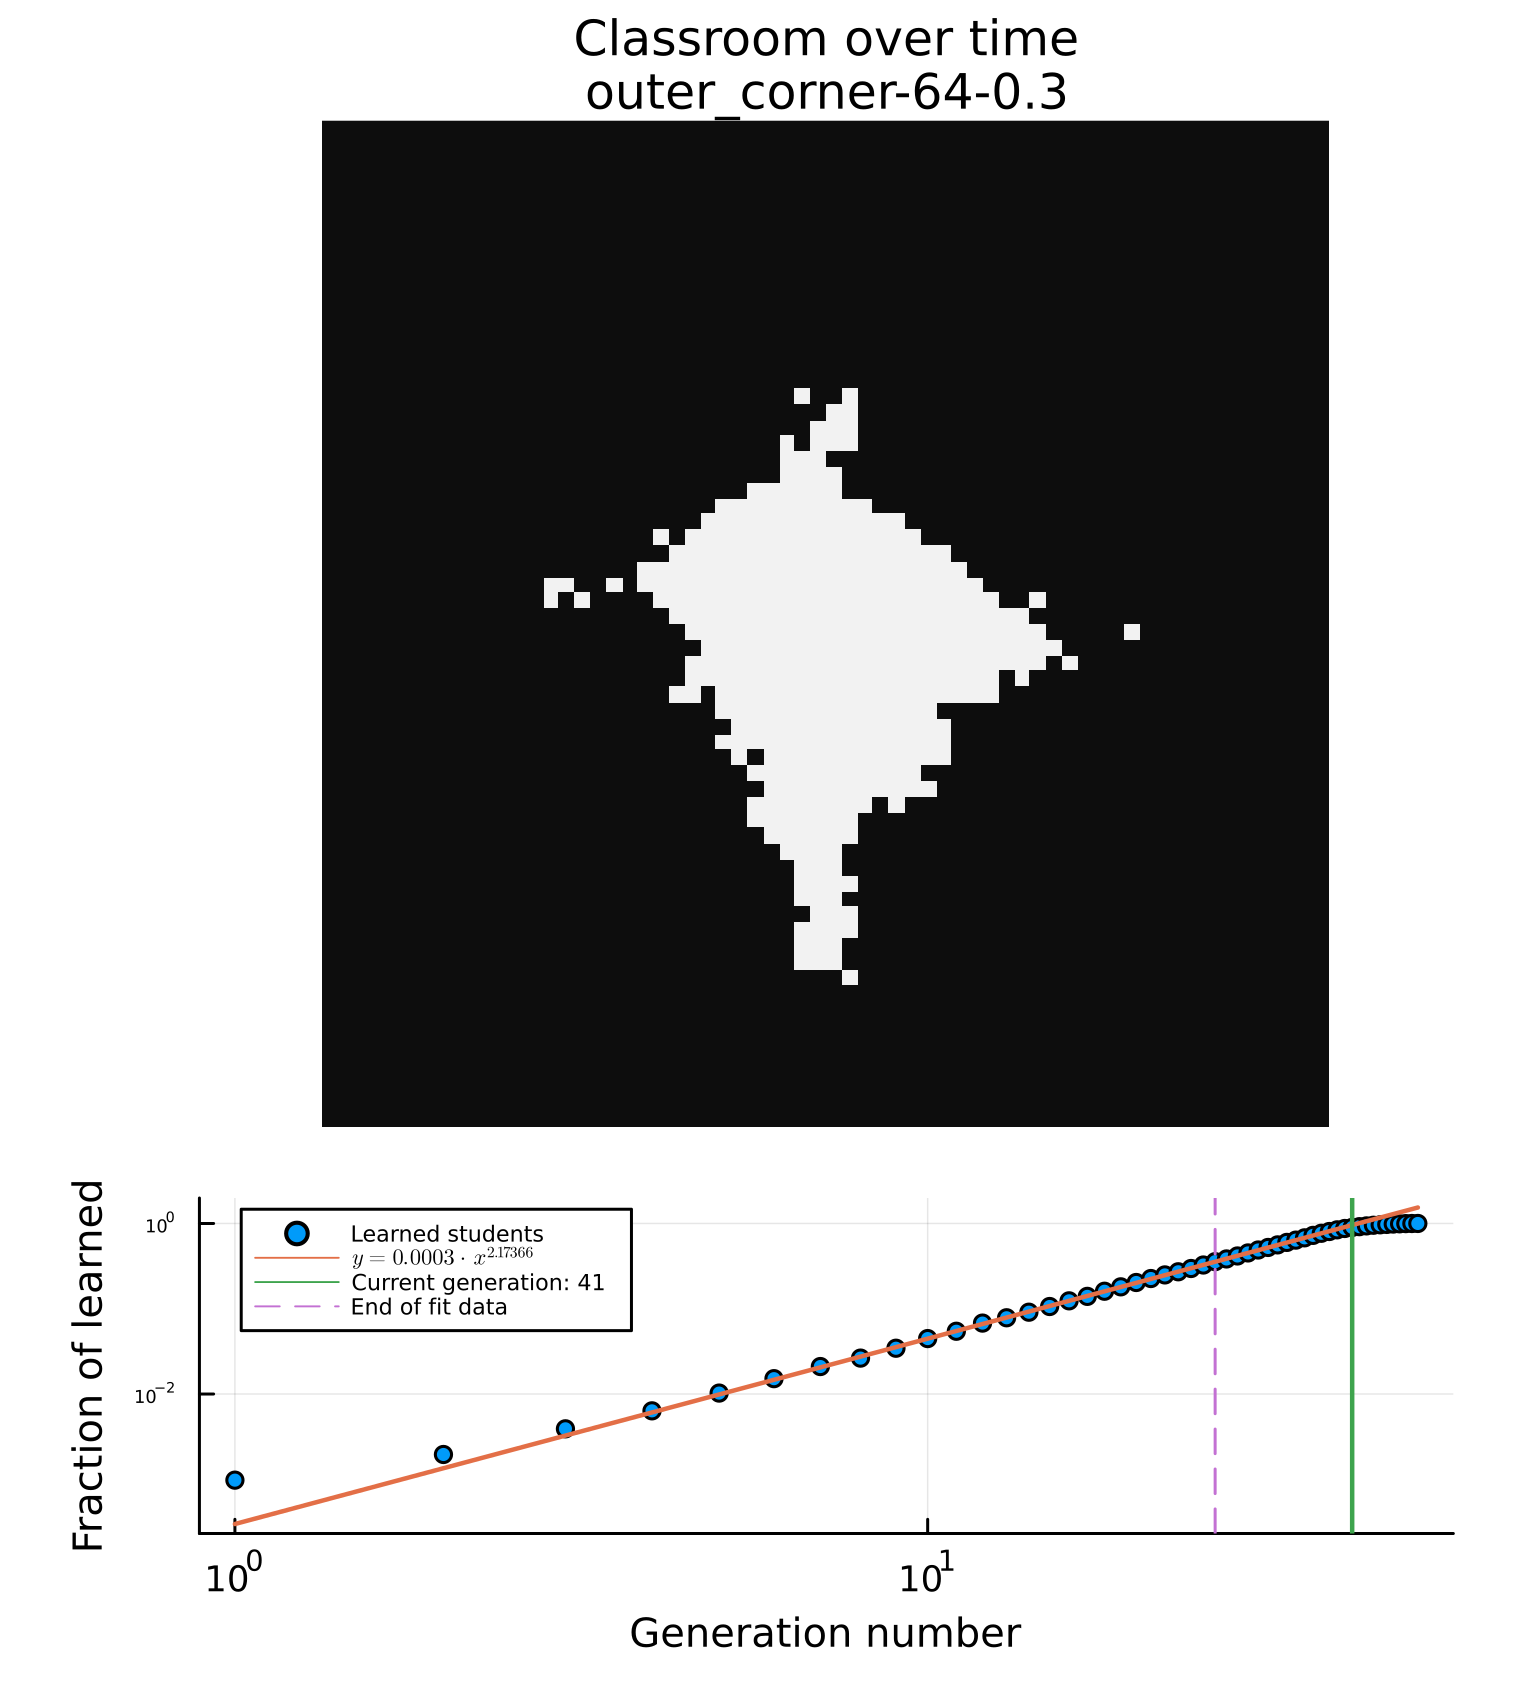 Classroom over time
outer_corner-64-0.3
Fraction of learned
10^0
10^-2
Learned students
y = 0.0003 · x^2.17366
Current generation: 41
End of fit data
10^0
10^1
Generation number